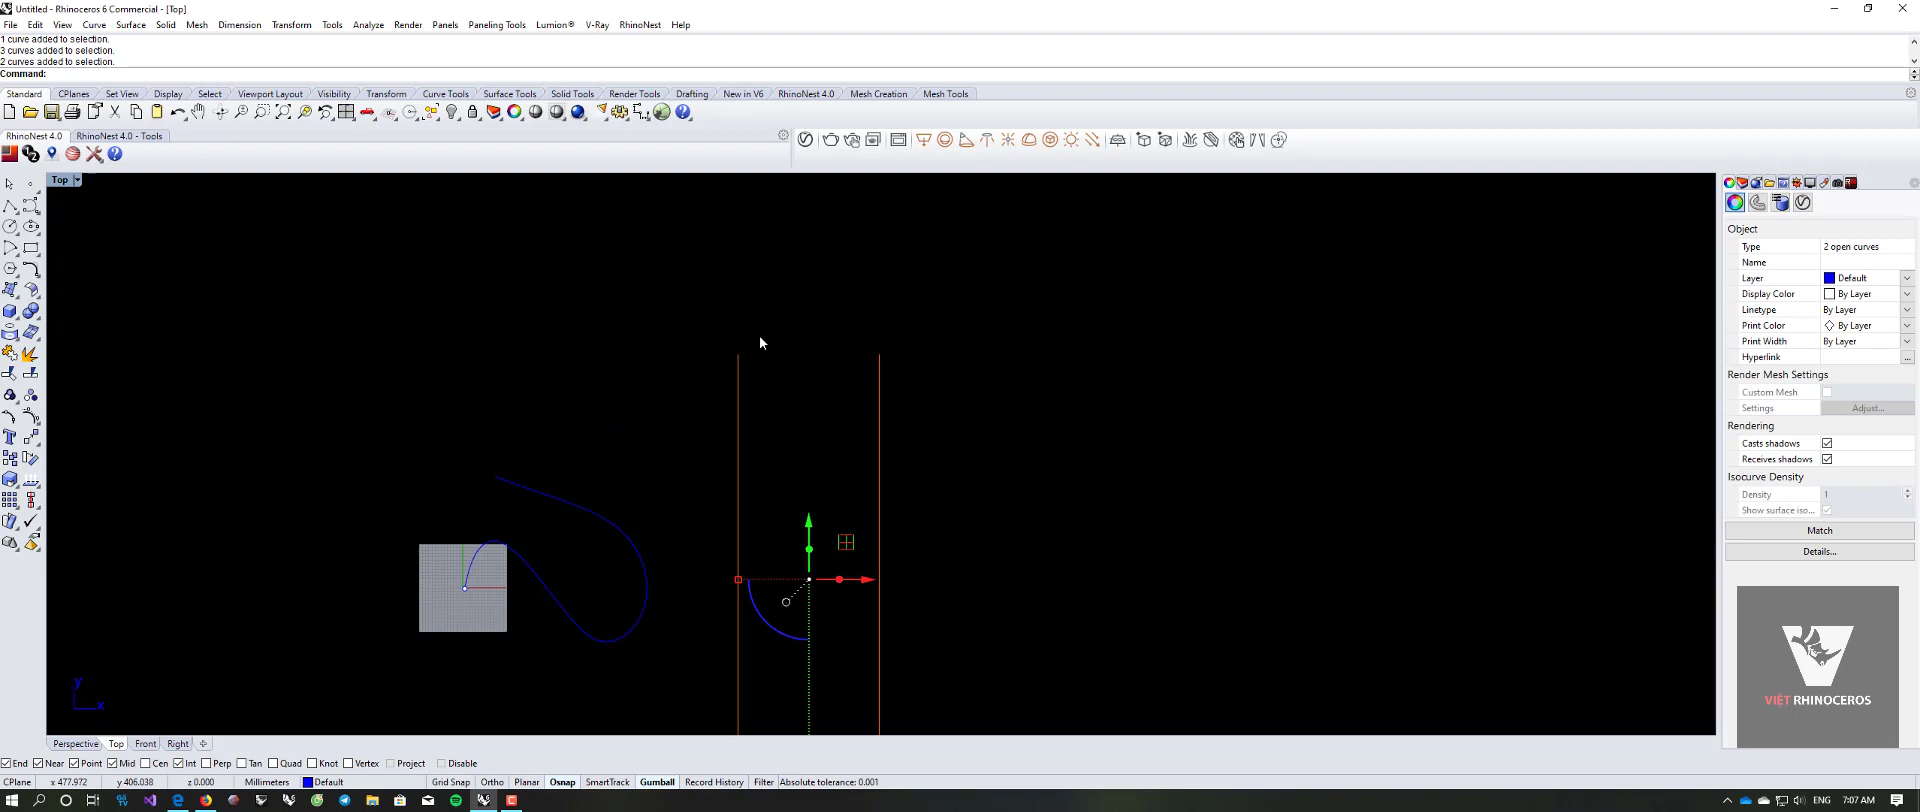 Untitled - Rhinoceros 6 Commercial - [Top]
File Edit View Curve Surface Solid Mesh Dimension Transform Tools Analyze Render Panels Paneling Tools Lumion® V-Ray RhinoNest Help
1 curve added to selection.
3 curves added to selection.
2 curves added to selection.
Command:
Standard CPlanes Set View Display Select Viewport Layout Visibility Transform Curve Tools Surface Tools Solid Tools Render Tools Drafting New in V6 RhinoNest 4.0 Mesh Creation Mesh Tools
RhinoNest 4.0 RhinoNest 4.0 - Tools
Top
Object
Type 2 open curves
Name
Layer Default
Display Color By Layer
Linetype By Layer
Print Color By Layer
Print Width By Layer
Hyperlink ...
Render Mesh Settings
Custom Mesh
Settings Adjust...
Rendering
Casts shadows
Receives shadows
Isocurve Density
Density 1
Show surface iso...
Match
Details...
VIỆT RHINOCEROS
y
x
Perspective Top Front Right
End Near Point Mid Cen Int Perp Tan Quad Knot Vertex Project Disable
CPlane x 477.972 y 406.038 z 0.000 Millimeters Default Grid Snap Ortho Planar Osnap SmartTrack Gumball Record History Filter Absolute tolerance: 0.001
ENG 7:07 AM